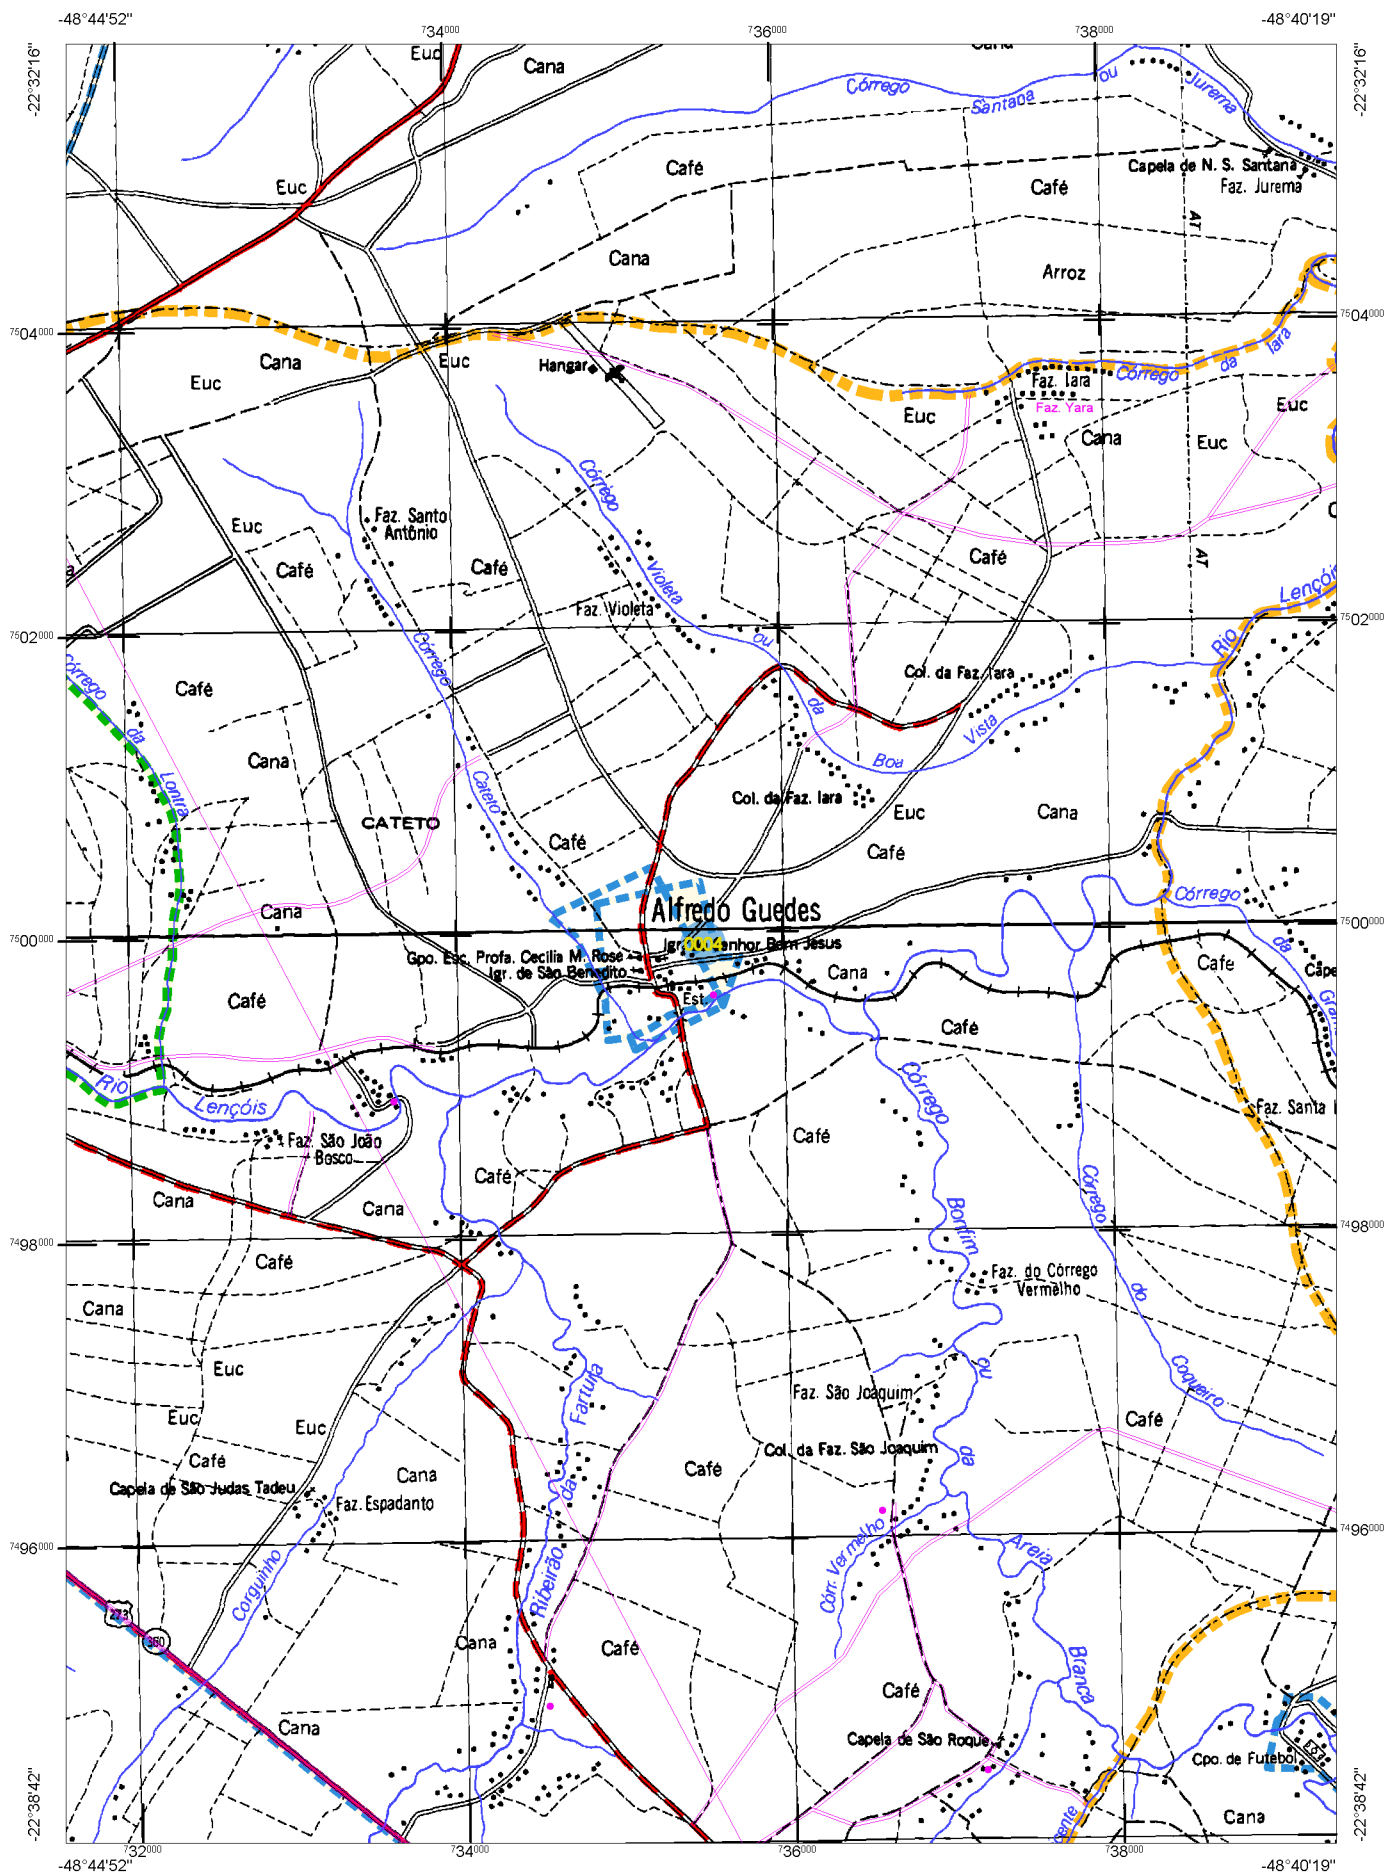 -48°44'52"
-48°40'19"
734000
736000
738000
-22°32'16"
-22°32'16"
Euc
Cana
Córrego
Santana
ou
Jurema
Café
Capela de N. S. Santana
Faz. Jurema
Euc
Café
AT
Cana
Arroz
7504000
7504000
Cana
Euc
Euc
Hangar
Faz. Iara
Faz. Yara
Córrego
da
Iara
Euc
Euc
Cana
Euc
Córrego
Faz. Santo
Antônio
Euc
Café
Café
Violeta
Faz. Violeta
Café
AT
Lençóis
7502000
7502000
Córrego
ou
Rio
Córrego
da
Lontra
Café
Col. da Faz. Iara
da
Boa
Vista
Cana
Cateto
Col. da Faz. Iara
Euc
Cana
CATETO
Café
Café
Córrego
da
Cana
Alfredo Guedes
7500000
7500000
0004
Gpo. Esc. Profa. Cecília M. Rose
Igr. de São Benedito
Cana
Café
Est.
Café
Café
Rio
Lençóis
Córrego
Faz. Santa
Faz. São João
Bosco
Café
Café
Cana
Cana
Bonfim
Córrego
7498000
7498000
Café
Faz. do Córrego
Vermelho
do
Cana
Euc
Fartura
ou
Coqueiro
Faz. São Joaquim
Euc
Euc
Café
Café
Cana
Café
Col. da Faz. São Joaquim
da
Capela de São Judas Tadeu
Faz. Espadanto
da
Córr. Vermelho
7496000
7496000
Areia
Corguinho
Ribeirão
273
300
Cana
Café
Branca
Café
Cana
Capela de São Roque
Cpo. de Futebol
Cana
-22°38'42"
-22°38'42"
732000
734000
736000
738000
-48°44'52"
-48°40'19"